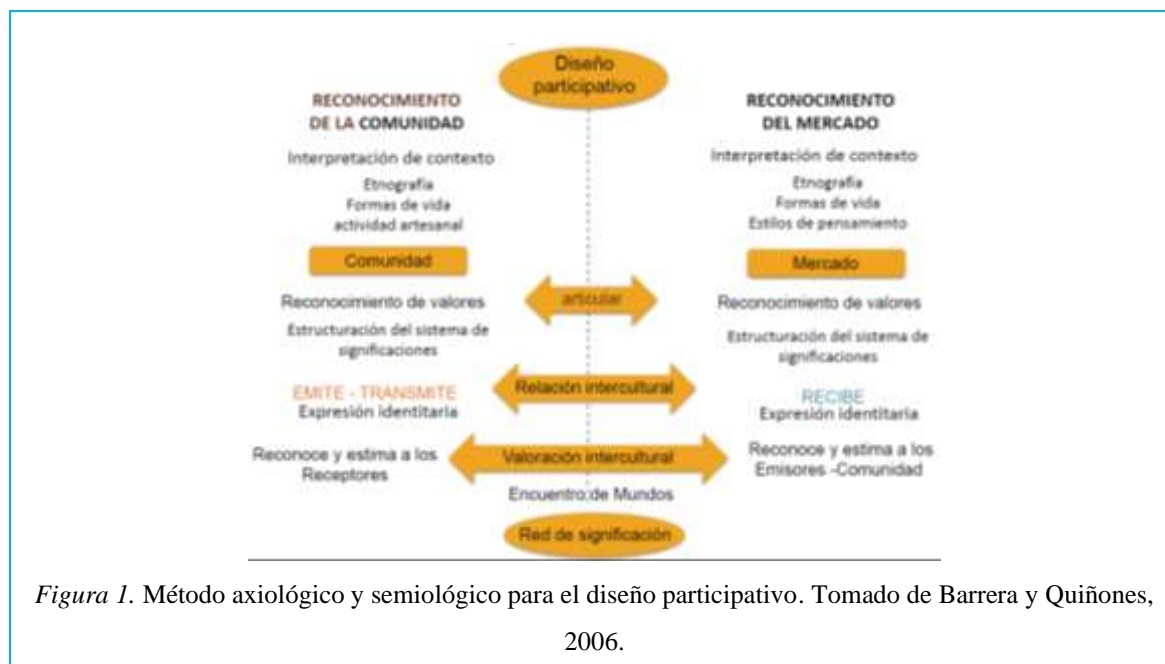 Diseño
participativo
RECONOCIMIENTO
DE LA COMUNIDAD
RECONOCIMIENTO
DEL MERCADO
Interpretación de contexto
Interpretación de contexto
Etnografía
Formas de vida
actividad artesanal
Etnografía
Formas de vida
Estilos de pensamiento
Comunidad
Mercado
articular
Reconocimiento de valores
Reconocimiento de valores
Estructuración del sistema de
significaciones
Estructuración del sistema de
significaciones
EMITE - TRANSMITE
Expresión identitaria
Relación intercultural
RECIBE
Expresión identitaria
Reconoce y estima a los
Receptores
Valoración intercultural
Reconoce y estima a los
Emisores -Comunidad
Encuentro de Mundos
Red de significación
Figura 1. Método axiológico y semiológico para el diseño participativo. Tomado de Barrera y Quiñones,
2006.